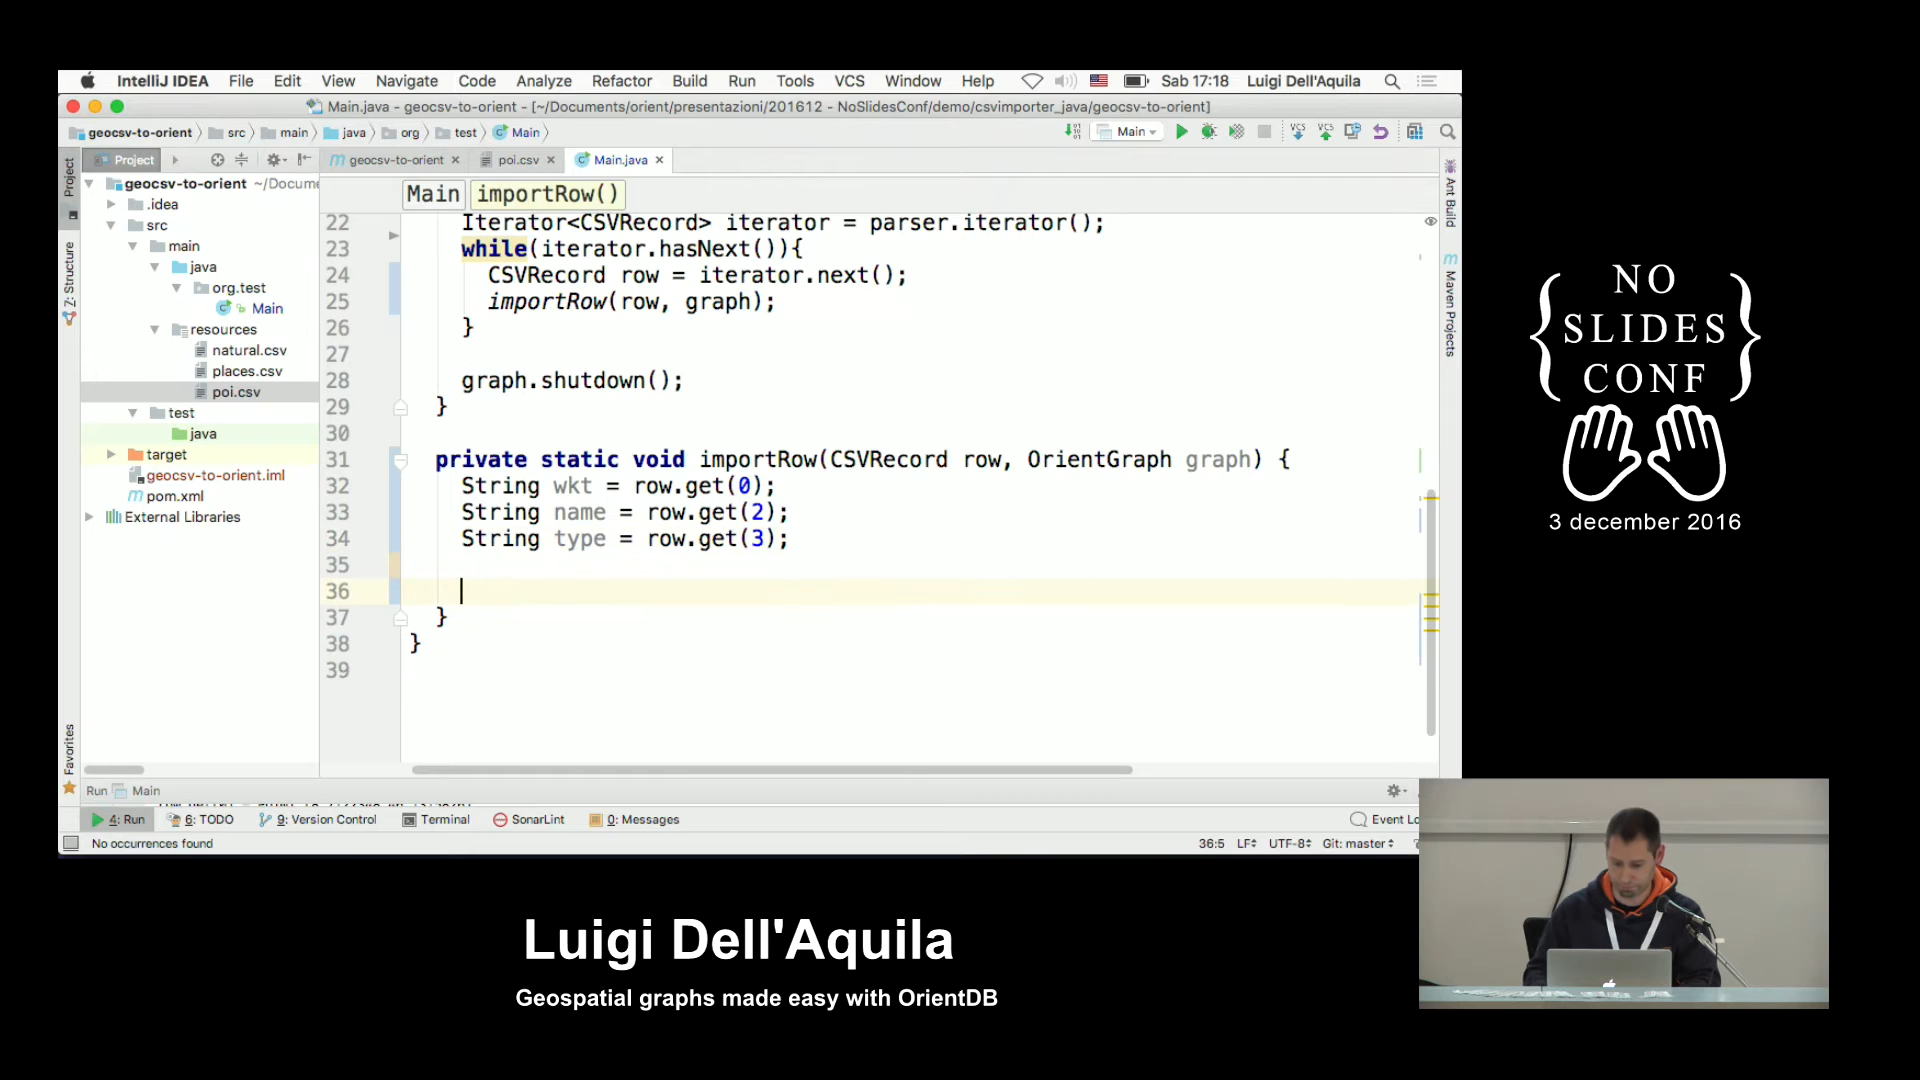 IntelliJ IDEA File Edit View Navigate Code Analyze Refactor Build Run Tools VCS Window Help Sab 17:18 Luigi Dell'Aquila
Main.java - geocsv-to-orient - [~/Documents/orient/presentazioni/201612 - NoSlidesConf/demo/csvimporter_java/geocsv-to-orient]
geocsv-to-orient src main java org test Main
Main
Project
geocsv-to-orient
poi.csv
Main.java
Project
Z: Structure
Favorites
Ant Build
Maven Projects
geocsv-to-orient ~/Docume
.idea
src
main
java
org.test
Main
resources
natural.csv
places.csv
poi.csv
test
java
target
geocsv-to-orient.iml
pom.xml
External Libraries
Main importRow()
22 Iterator<CSVRecord> iterator = parser.iterator();
23 while(iterator.hasNext()){
24 CSVRecord row = iterator.next();
25 importRow(row, graph);
26 }
27
28 graph.shutdown();
29 }
30
31 private static void importRow(CSVRecord row, OrientGraph graph) {
32 String wkt = row.get(0);
33 String name = row.get(2);
34 String type = row.get(3);
35
36
37 }
38 }
39
Run Main
4: Run 6: TODO 9: Version Control Terminal SonarLint 0: Messages Event Lo
No occurrences found 36:5 LF UTF-8 Git: master
NO
SLIDES
CONF
3 december 2016
Luigi Dell'Aquila
Geospatial graphs made easy with OrientDB